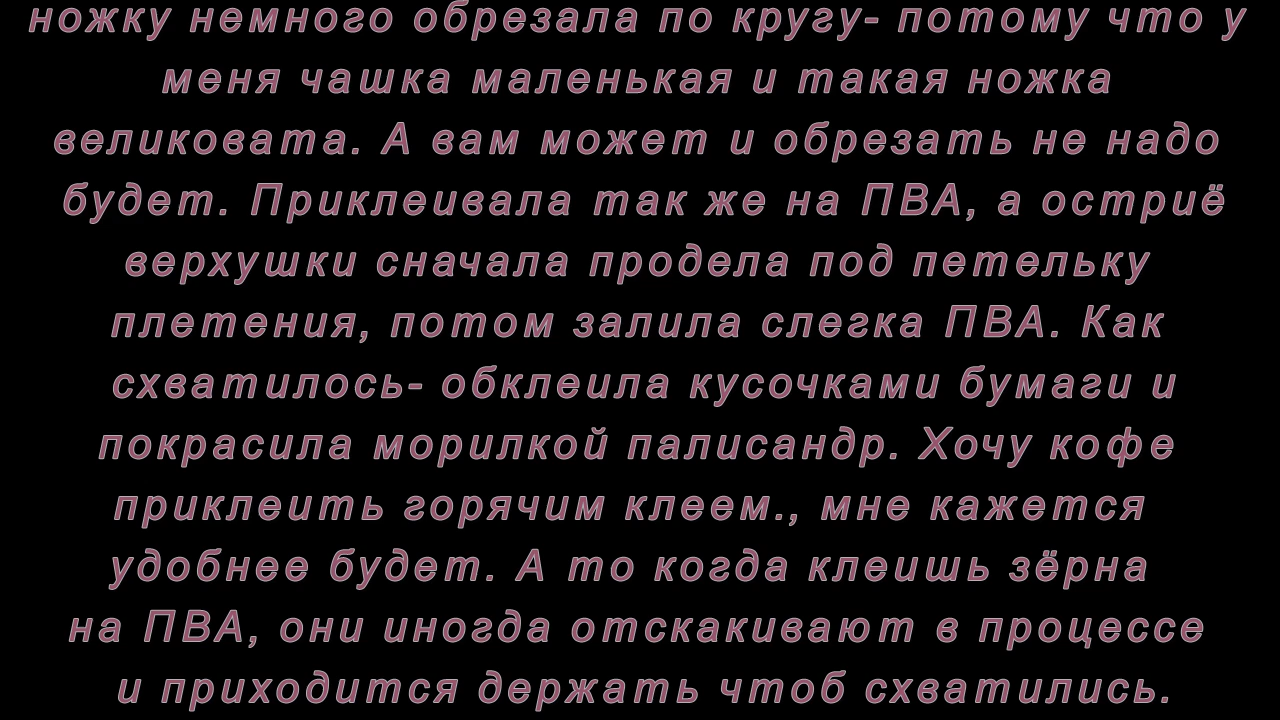 ножку немного обрезала по кругу- потому что у
меня чашка маленькая и такая ножка
великовата. А вам может и обрезать не надо
будет. Приклеивала так же на ПВА, а остриё
верхушки сначала продела под петельку
плетения, потом залила слегка ПВА. Как
схватилось- обклеила кусочками бумаги и
покрасила морилкой палисандр. Хочу кофе
приклеить горячим клеем., мне кажется
удобнее будет. А то когда клеишь зёрна
на ПВА, они иногда отскакивают в процессе
и приходится держать чтоб схватились.